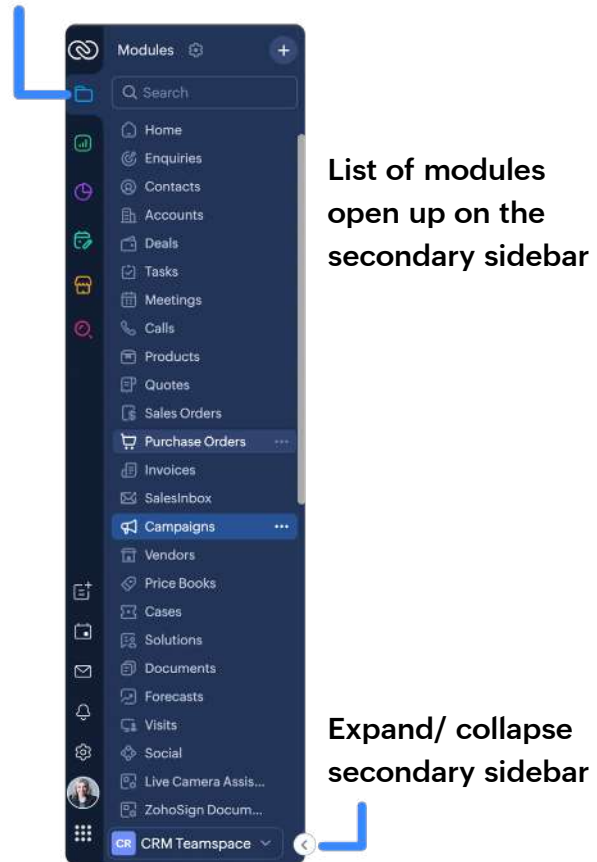 Modules
+
Search
Home
Enquiries
Contacts
Accounts
Deals
Tasks
Meetings
Calls
Products
Quotes
Sales Orders
Purchase Orders ...
Invoices
SalesInbox
Campaigns ...
Vendors
Price Books
Cases
Solutions
Documents
Forecasts
Visits
Social
Live Camera Assis...
ZohoSign Docum...
CR CRM Teamspace
List of modules
open up on the
secondary sidebar
Expand/ collapse
secondary sidebar